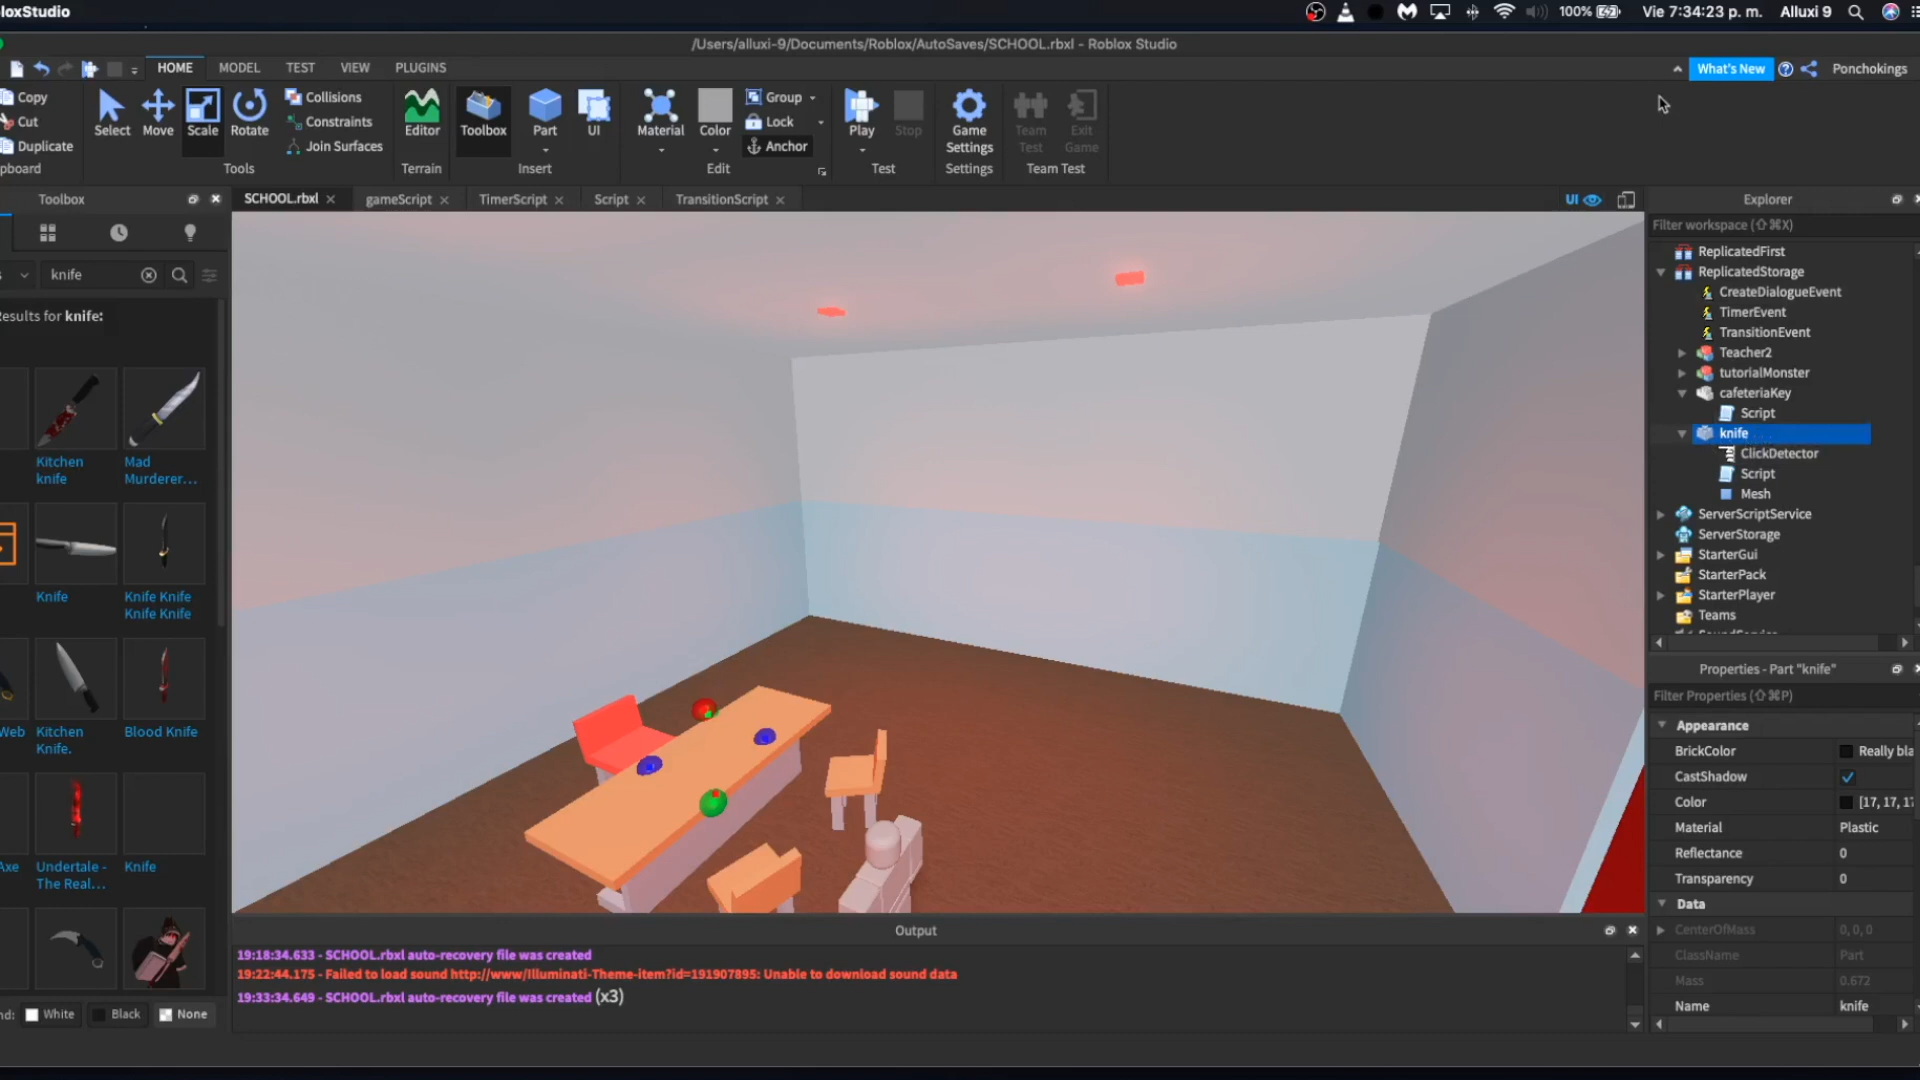 loxStudio
100%
Vie 7:34:23 p. m.
Alluxi 9
/Users/alluxi-9/Documents/Roblox/AutoSaves/SCHOOL.rbxl - Roblox Studio
HOME
MODEL
TEST
VIEW
PLUGINS
What's New
Ponchokings
Copy
Cut
Duplicate
pboard
Select
Move
Scale
Rotate
Collisions
Constraints
Join Surfaces
Tools
Editor
Terrain
Toolbox
Part
UI
Insert
Material
Color
Group
Lock
Anchor
Edit
Play
Stop
Test
Game
Settings
Settings
Team
Test
Exit
Game
Team Test
Toolbox
SCHOOL.rbxl
gameScript
TimerScript
Script
TransitionScript
UI
Explorer
Filter workspace (⇧⌘X)
s
knife
esults for knife:
Kitchen
knife
Mad
Murderer...
Knife
Knife Knife
Knife Knife
Web
Kitchen
Knife.
Blood Knife
Axe
Undertale -
The Real...
Knife
nd:
White
Black
None
ReplicatedFirst
ReplicatedStorage
CreateDialogueEvent
TimerEvent
TransitionEvent
Teacher2
tutorialMonster
cafeteriaKey
Script
knife
ClickDetector
Script
Mesh
ServerScriptService
ServerStorage
StarterGui
StarterPack
StarterPlayer
Teams
SoundService
Properties - Part "knife"
Filter Properties (⇧⌘P)
Appearance
BrickColor
Really bla
CastShadow
Color
[17, 17, 17
Material
Plastic
Reflectance
0
Transparency
0
Data
CenterOfMass
0, 0, 0
ClassName
Part
Mass
0.672
Name
knife
Output
19:18:34.633 - SCHOOL.rbxl auto-recovery file was created
19:22:44.175 - Failed to load sound http://www/Illuminati-Theme-item?id=191907895: Unable to download sound data
19:33:34.649 - SCHOOL.rbxl auto-recovery file was created (x3)